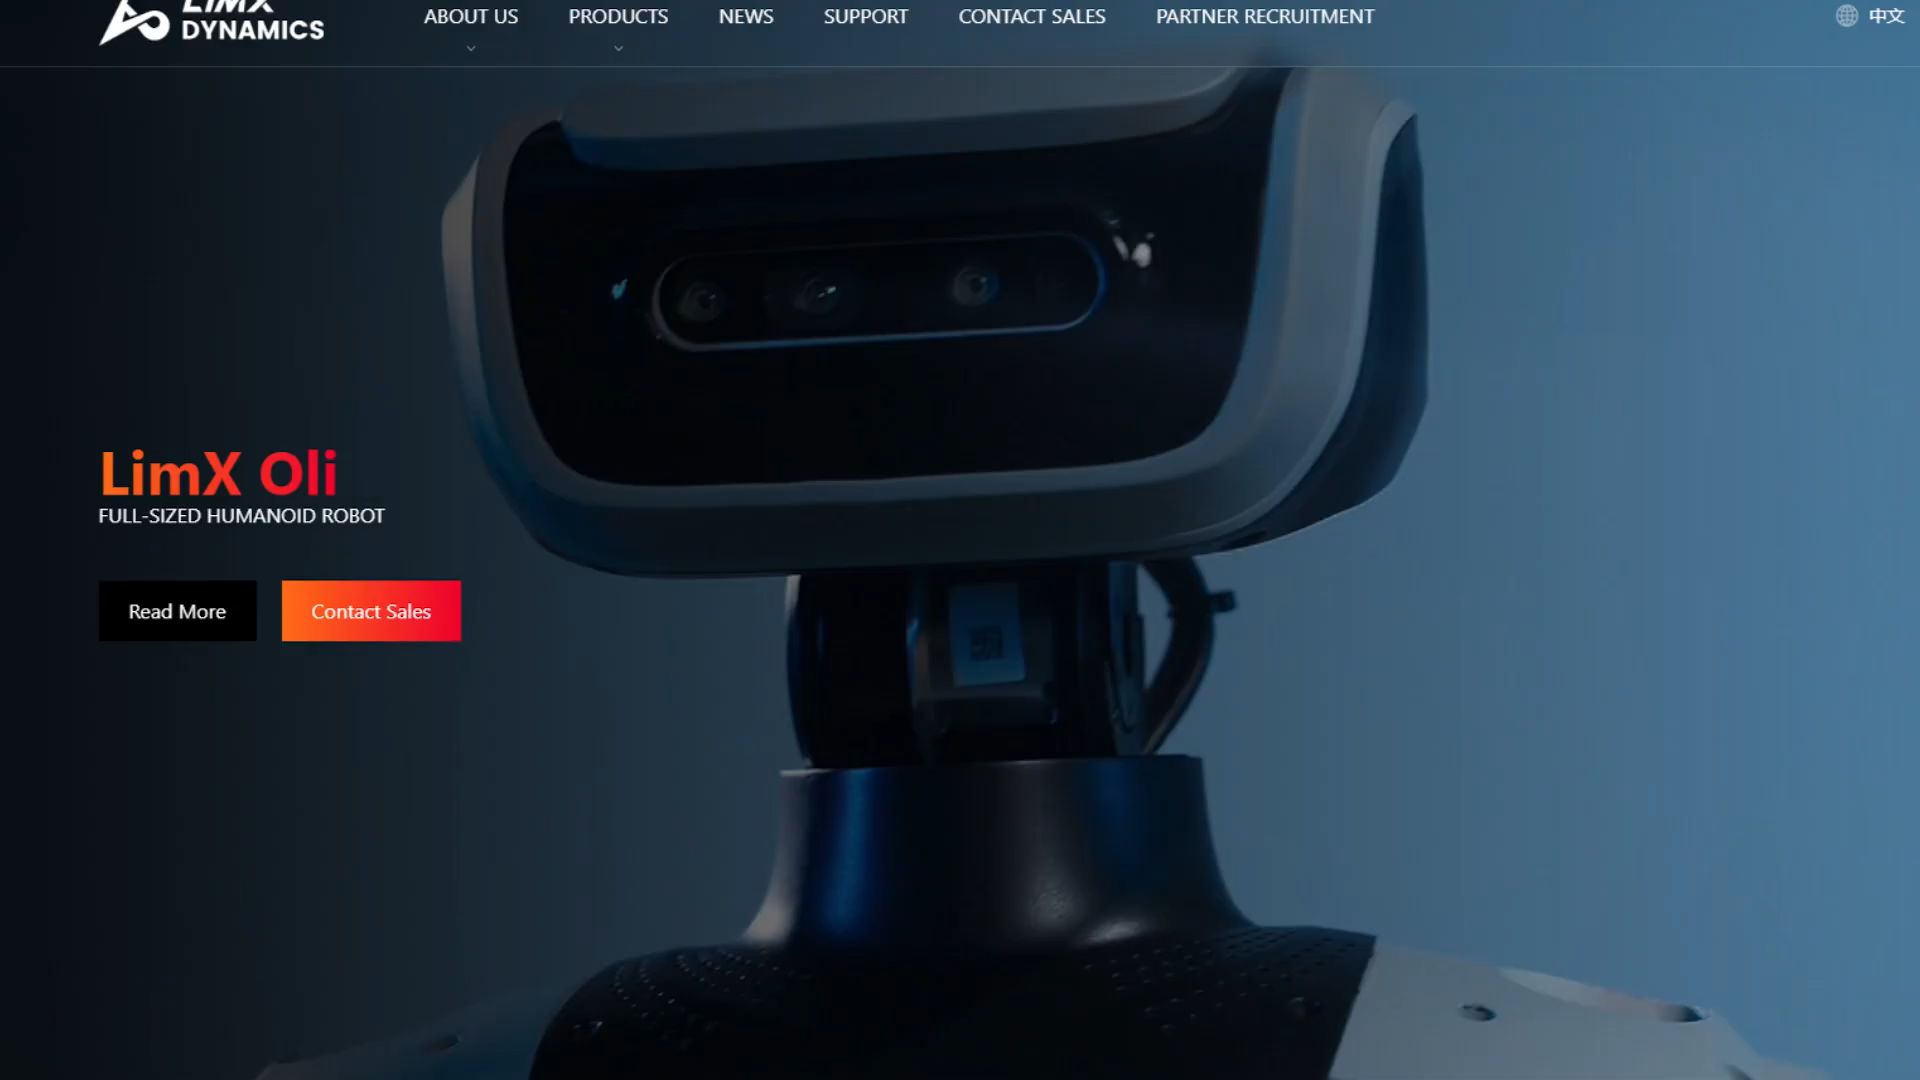 LIMX
DYNAMICS
ABOUT US
PRODUCTS
NEWS
SUPPORT
CONTACT SALES
PARTNER RECRUITMENT
中文
LimX Oli
FULL-SIZED HUMANOID ROBOT
Read More
Contact Sales